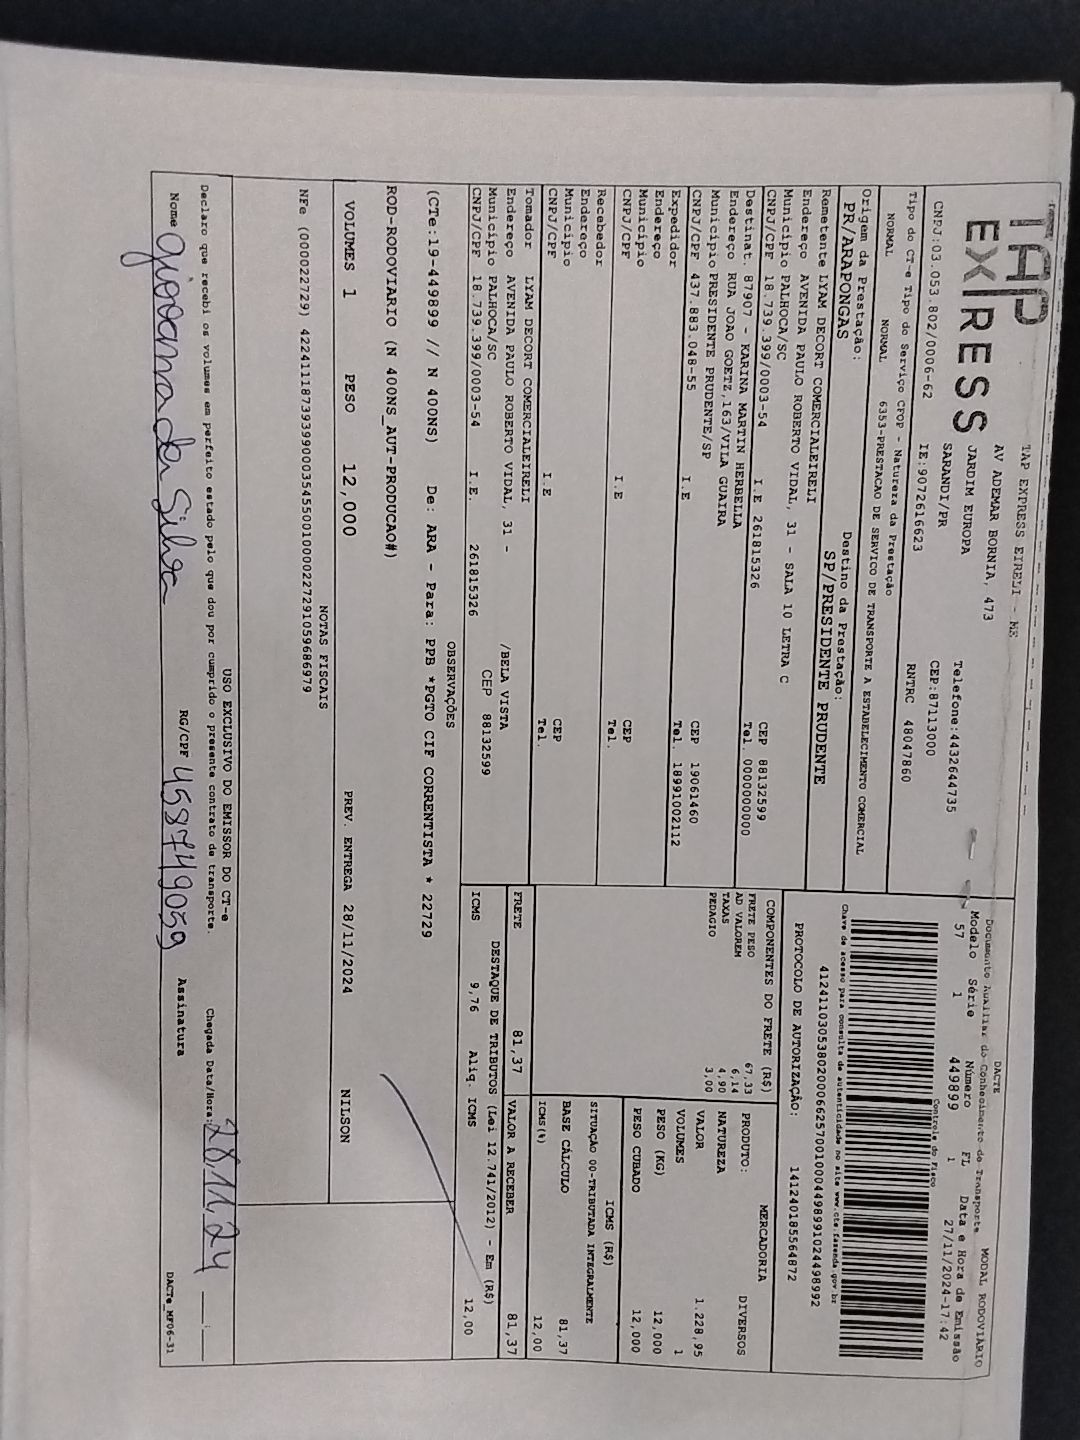 TAP EXPRESS
TAP EXPRESS EIRELI - ME
AV ADEMAR BORNIA, 473
JARDIM EUROPA
SARANDI/PR
Telefone:4432644735
CEP:87113000
CNPJ:03.053.802/0006-62 IE:9072616623 RNTRC 48047860
DACTE MODAL RODOVIÁRIO
Documento Auxiliar do Conhecimento de Transporte
Modelo Série Número FL Data e Hora de Emissão
57 1 449899 1 27/11/2024-17:42
Controle do Fisco
Chave de acesso para consulta de autenticidade no site www.cte.fazenda.gov.br
41241103053802000662570010004498991024498992
PROTOCOLO DE AUTORIZAÇÃO: 141240185564872
Tipo do CT-e Tipo do Serviço CFOP - Natureza da Prestação
NORMAL NORMAL 6353-PRESTACAO DE SERVICO DE TRANSPORTE A ESTABELECIMENTO COMERCIAL
Origem da Prestação: Destino da Prestação:
PR/ARAPONGAS SP/PRESIDENTE PRUDENTE
Remetente LYAM DECORT COMERCIALEIRELI
Endereço AVENIDA PAULO ROBERTO VIDAL, 31 - SALA 10 LETRA C
Municipio PALHOCA/SC CEP 88132599
CNPJ/CPF 18.739.399/0003-54 I.E 261815326 Tel. 0000000000
Destinat. 87907 - KARINA MARTIN HERBELLA
Endereço RUA JOAO GOETZ,163/VILA GUAIRA
Municipio PRESIDENTE PRUDENTE/SP CEP 19061460
CNPJ/CPF 437.883.048-55 I.E Tel. 18991002112
Expedidor
Endereço
Municipio CEP
CNPJ/CPF I.E Tel.
Recebedor
Endereço
Municipio CEP
CNPJ/CPF I.E Tel.
Tomador LYAM DECORT COMERCIALEIRELI
Endereço AVENIDA PAULO ROBERTO VIDAL, 31 - /BELA VISTA
Municipio PALHOCA/SC CEP 88132599
CNPJ/CPF 18.739.399/0003-54 I.E. 261815326
COMPONENTES DO FRETE (R$)
FRETE PESO 67,33
AD VALOREM 6,14
TAXAS 4,90
PEDAGIO 3,00
MERCADORIA
PRODUTO: DIVERSOS
NATUREZA
VALOR 1.228,95
VOLUMES 1
PESO (KG) 12,000
PESO CUBADO 12,000
ICMS (R$)
SITUAÇÃO 00-TRIBUTADA INTEGRALMENTE
BASE CÁLCULO 81,37
ICMS(%) 12,00
FRETE 81,37 VALOR A RECEBER 81,37
DESTAQUE DE TRIBUTOS (Lei 12.741/2012) - Em (R$)
ICMS 9,76 Aliq. ICMS 12,00
OBSERVAÇÕES
(CTe:19-449899 // N 400NS) De: ARA - Para: PPB *PGTO CIF CORRENTISTA * 22729
ROD-RODOVIARIO (N 400NS_AUT-PRODUCAO#)
VOLUMES 1 PESO 12,000 PREV. ENTREGA 28/11/2024 NILSON
NOTAS FISCAIS
NFe (000022729) 42241118739399000354550010000227291059686979
USO EXCLUSIVO DO EMISSOR DO CT-e
Declaro que recebi os volumes em perfeito estado pelo que dou por cumprido o presente contrato de transporte. Chegada Data/Hora: 28,11,24 __:__
Nome Giovana da Silva RG/CPF 458749059 Assinatura
DACTe_MF06-31